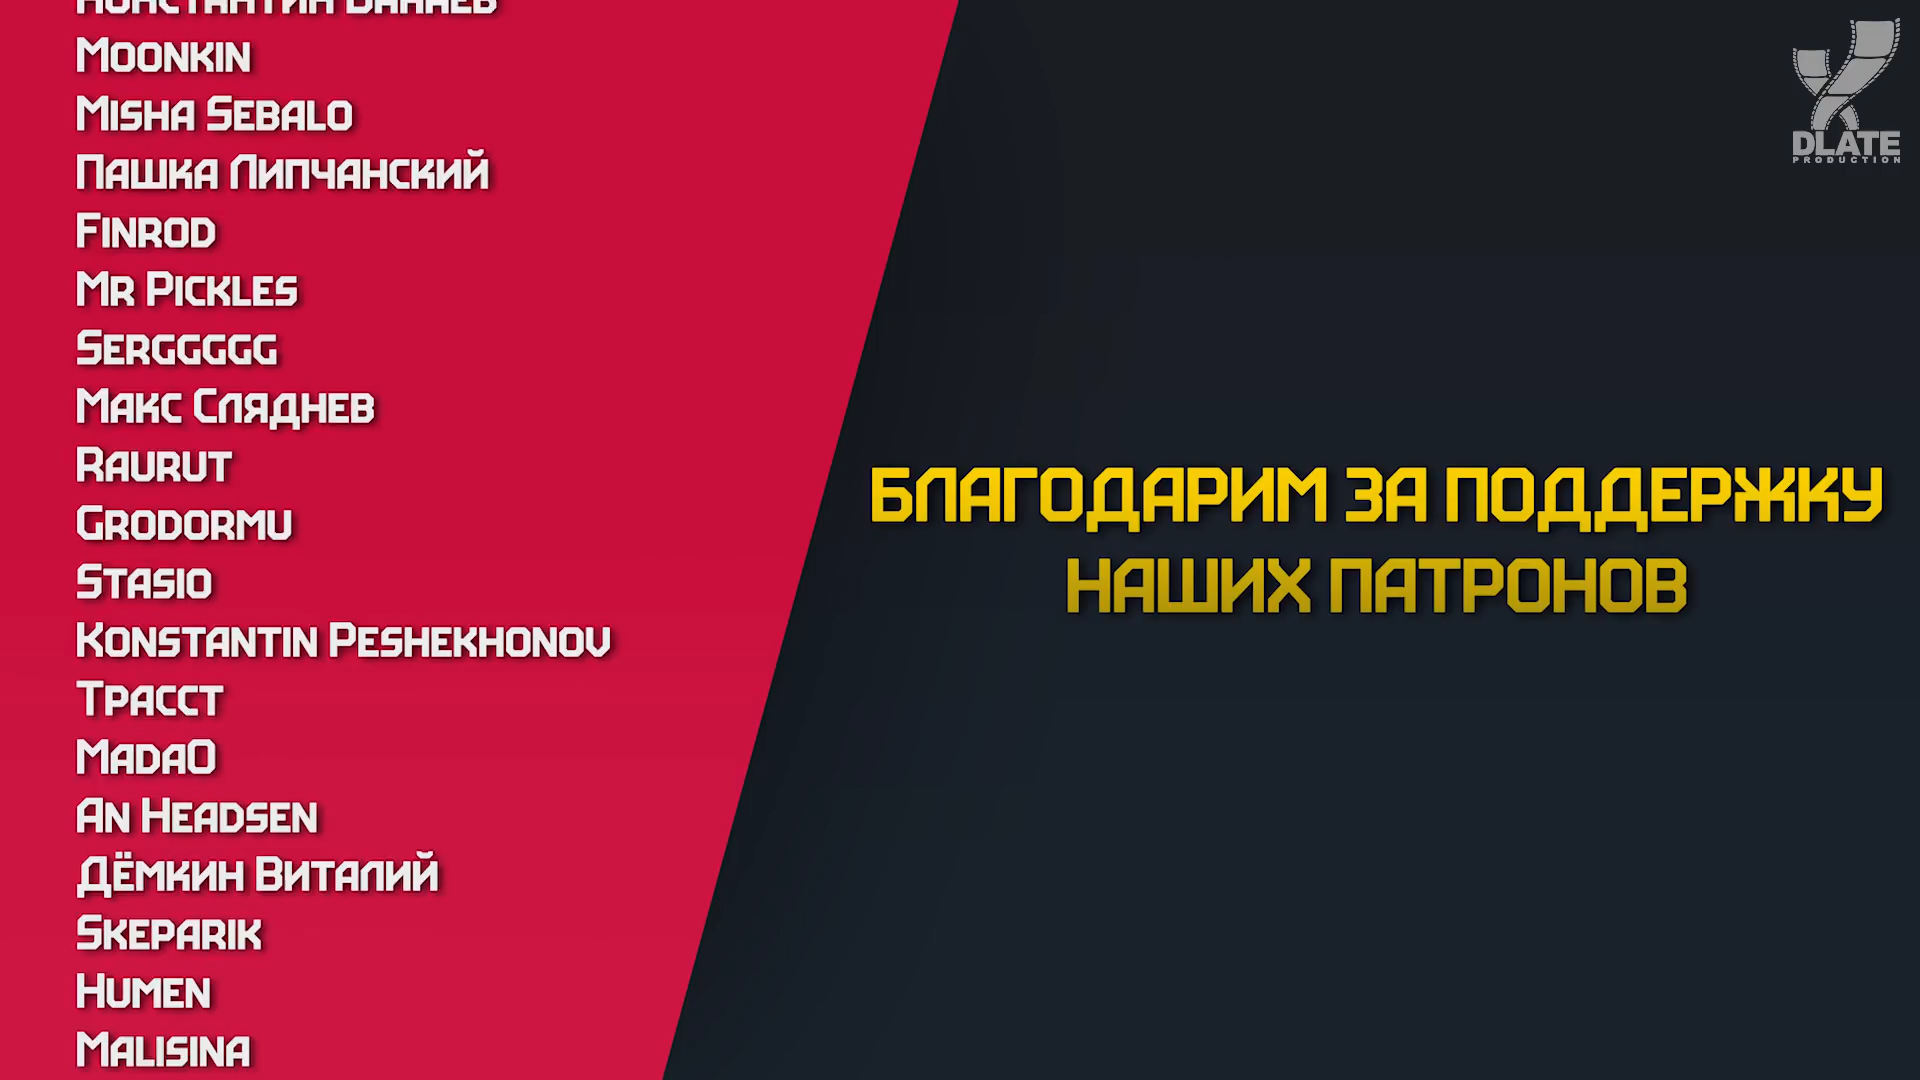 Moonkin
Misha Sebalo
Пашка Липчанский
Finrod
Mr Pickles
Serggggg
Макс Сляднев
Raurut
Grodormu
Stasio
Konstantin Peshekhonov
Трасст
MadaO
An Headsen
Дёмкин Виталий
Skeparik
Humen
Malisina
БЛАГОДАРИМ ЗА ПОДДЕРЖКУ
НАШИХ ПАТРОНОВ
DLATE
PRODUCTION